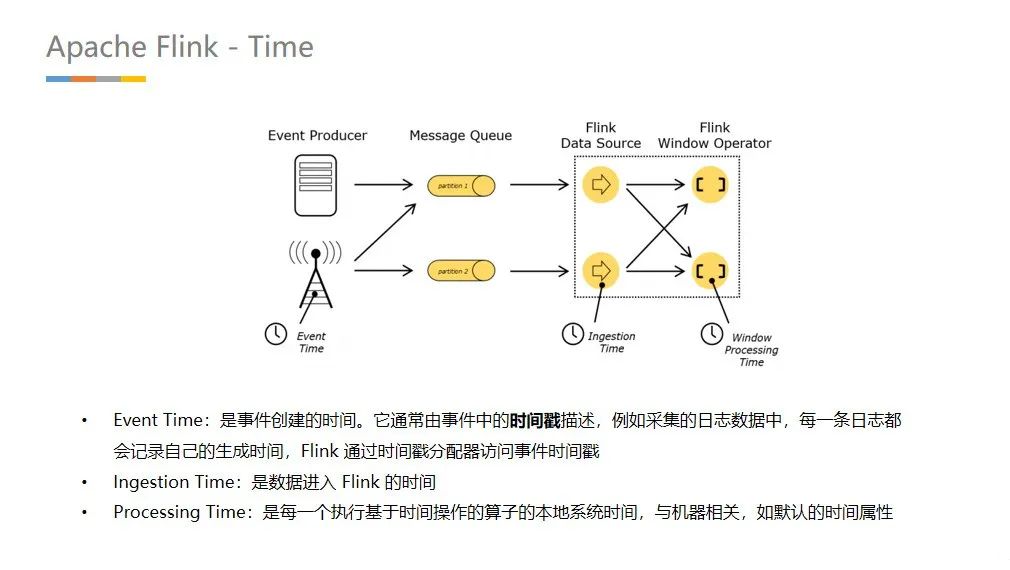 Apache Flink - Time
Event Producer
Message Queue
Flink
Data Source
Flink
Window Operator
partition 1
partition 2
Event
Time
Ingestion
Time
Window
Processing
Time
• Event Time：是事件创建的时间。它通常由事件中的时间戳描述，例如采集的日志数据中，每一条日志都
会记录自己的生成时间，Flink 通过时间戳分配器访问事件时间戳
• Ingestion Time：是数据进入 Flink 的时间
• Processing Time：是每一个执行基于时间操作的算子的本地系统时间，与机器相关，如默认的时间属性